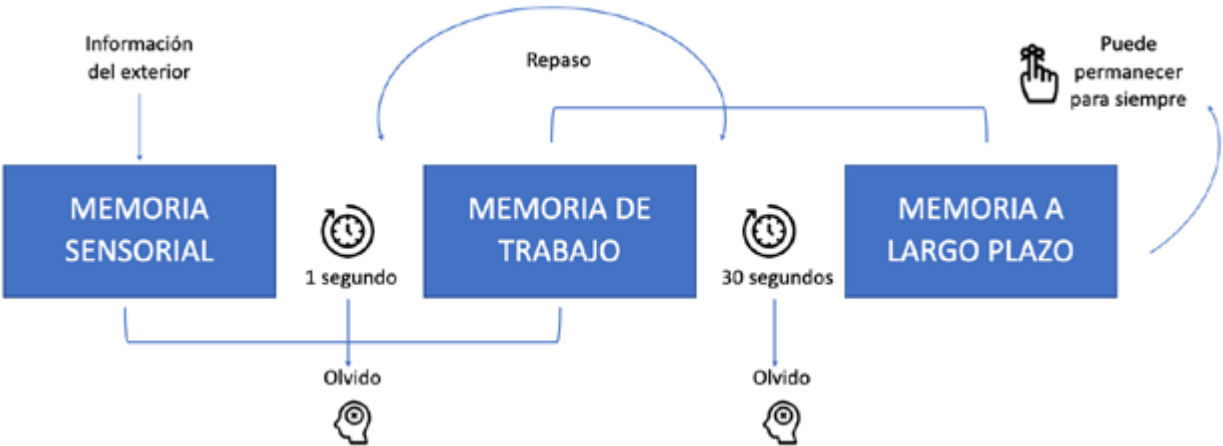 Información
del exterior
Repaso
Puede
permanecer
para siempre
MEMORIA
SENSORIAL
1 segundo
MEMORIA DE
TRABAJO
30 segundos
MEMORIA A
LARGO PLAZO
Olvido
Olvido